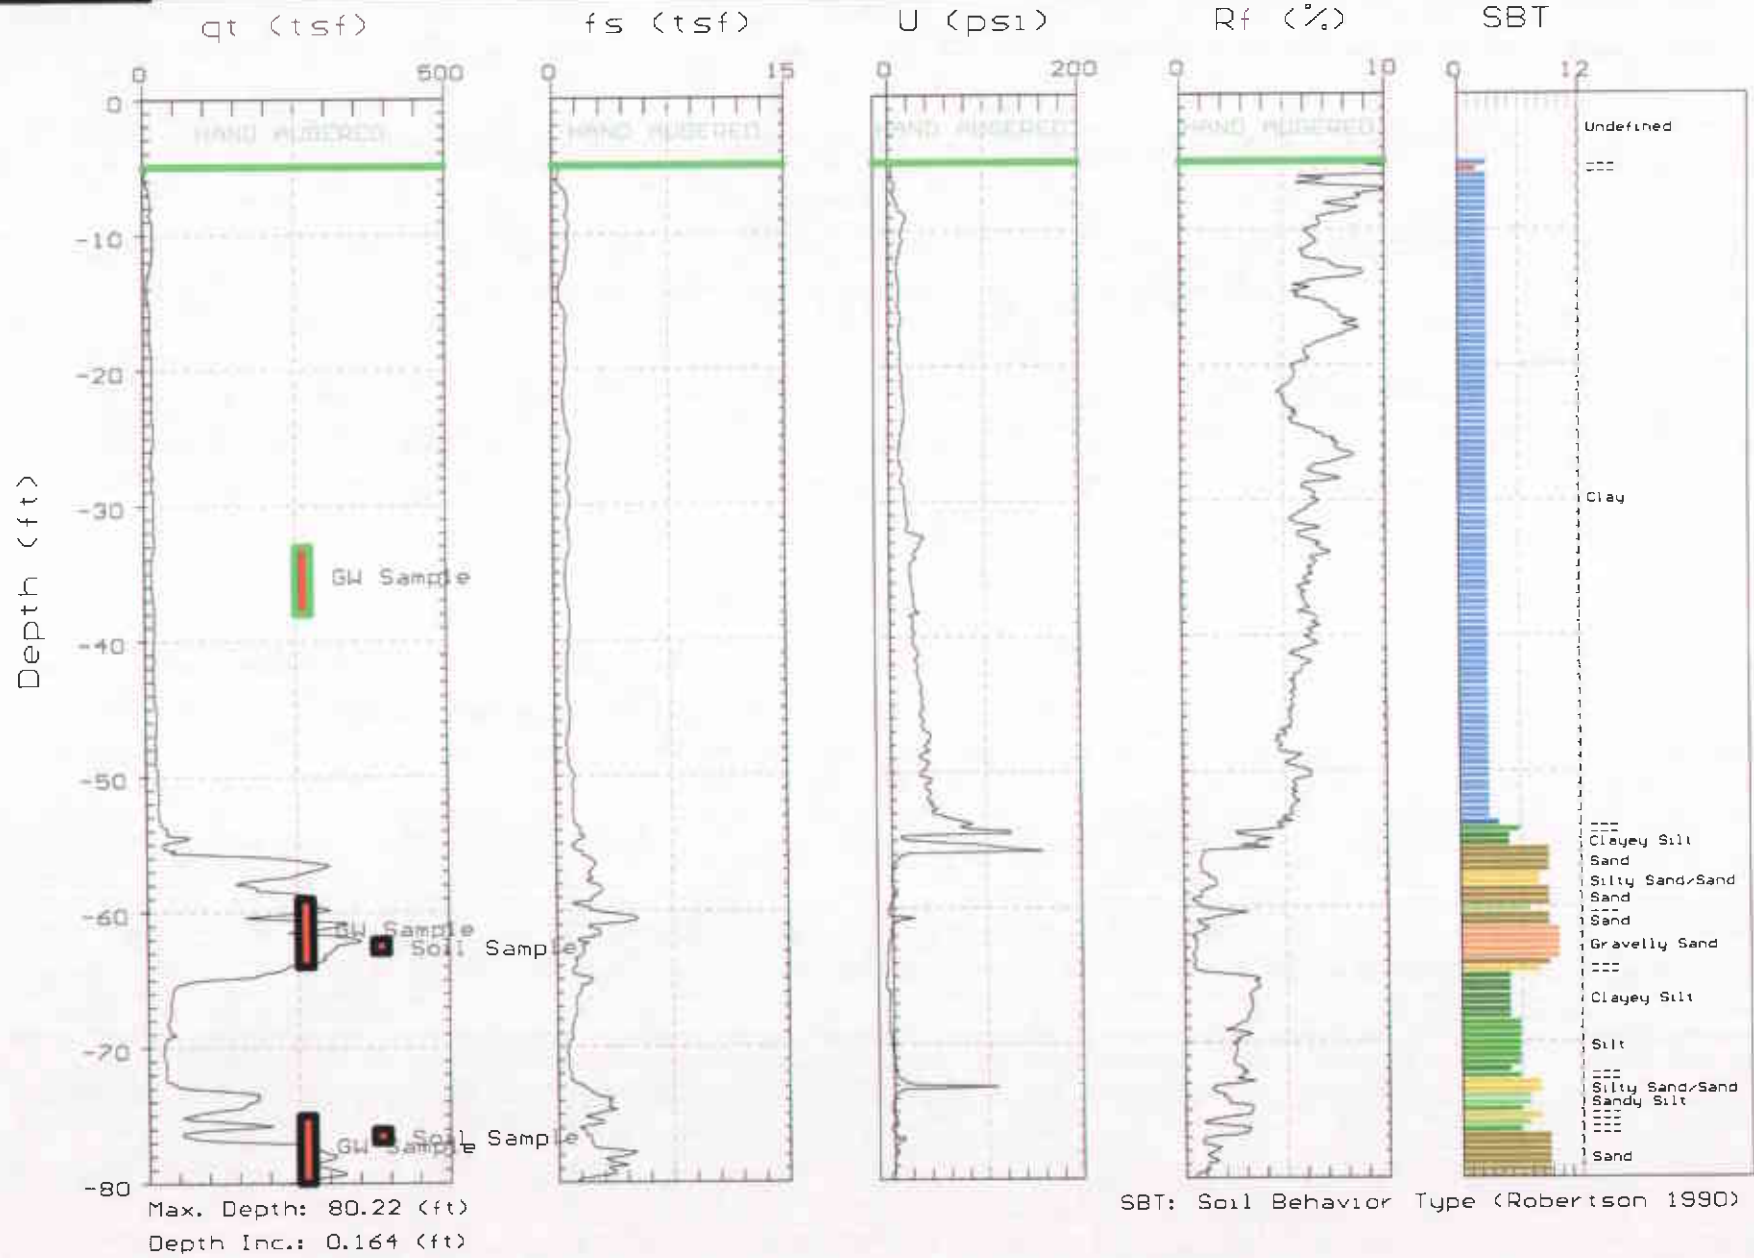 qt (tsf) fs (tsf) U (psi) Rf (%) SBT
0 500 0 15 0 200 0 10 0 12
0
HAND AUGERED HAND AUGERED HAND AUGERED HAND AUGERED
Undefined
---
---
-10
-20
-30
Clay
Depth (ft)
GW Sample
-40
-50
---
---
Clayey Silt
Sand
Silty Sand/Sand
Sand
---
-60
Sand
GW Sample
Soil Sample
Gravelly Sand
---
---
Clayey Silt
-70
Silt
---
---
Silty Sand/Sand
Sandy Silt
---
---
---
---
Soil Sample
GW Sample
Sand
-80
Max. Depth: 80.22 (ft)
Depth Inc.: 0.164 (ft)
SBT: Soil Behavior Type (Robertson 1990)